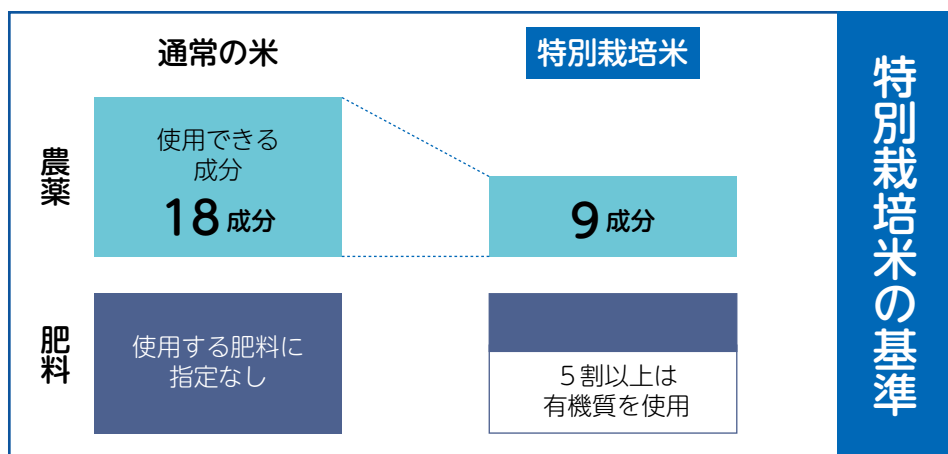 通常の米
特別栽培米
農薬
使用できる
成分
18成分
9成分
肥料
使用する肥料に
指定なし
５割以上は
有機質を使用
特別栽培米の基準